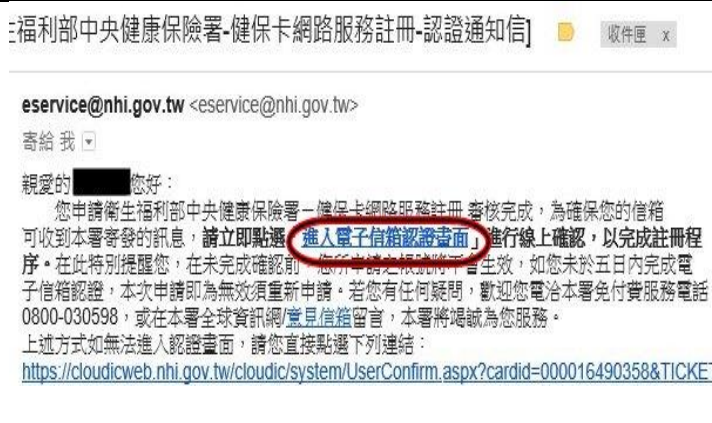 生福利部中央健康保險署-健保卡網路服務註冊-認證通知信]
收件匣 x
eservice@nhi.gov.tw <eservice@nhi.gov.tw>
寄給 我
親愛的 您好：
您申請衛生福利部中央健康保險署－健保卡網路服務註冊 審核完成，為確保您的信箱
可收到本署寄發的訊息，請立即點選 進入電子信箱認證畫面」進行線上確認，以完成註冊程
序。在此特別提醒您，在未完成確認前，您所申請之帳號將不會生效，如您未於五日內完成電
子信箱認證，本次申請即為無效須重新申請。若您有任何疑問，歡迎您電洽本署免付費服務電話
0800-030598，或在本署全球資訊網/意見信箱留言，本署將竭誠為您服務。
上述方式如無法進入認證畫面，請您直接點選下列連結：
https://cloudicweb.nhi.gov.tw/cloudic/system/UserConfirm.aspx?cardid=000016490358&TICKET